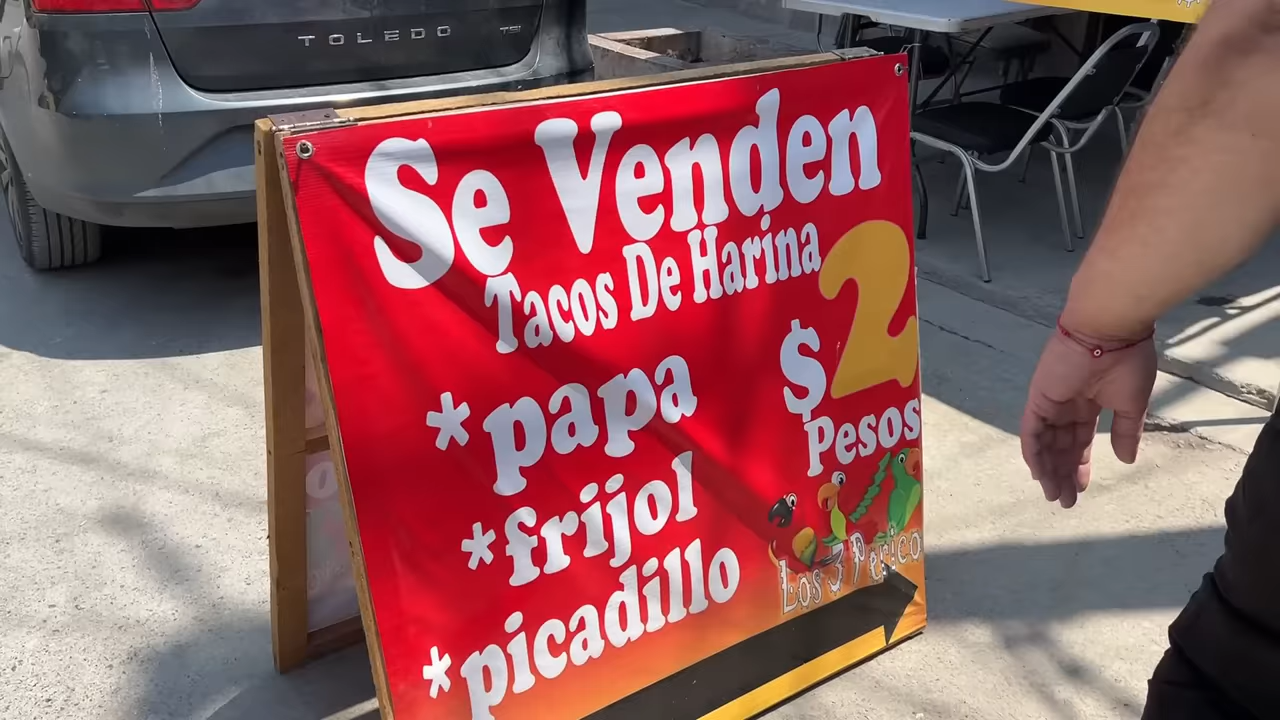 TOLEDO TSI
Se Venden
Tacos De Harina
*papa
*frijol
*picadillo
$2
Pesos
Los 3 Perico